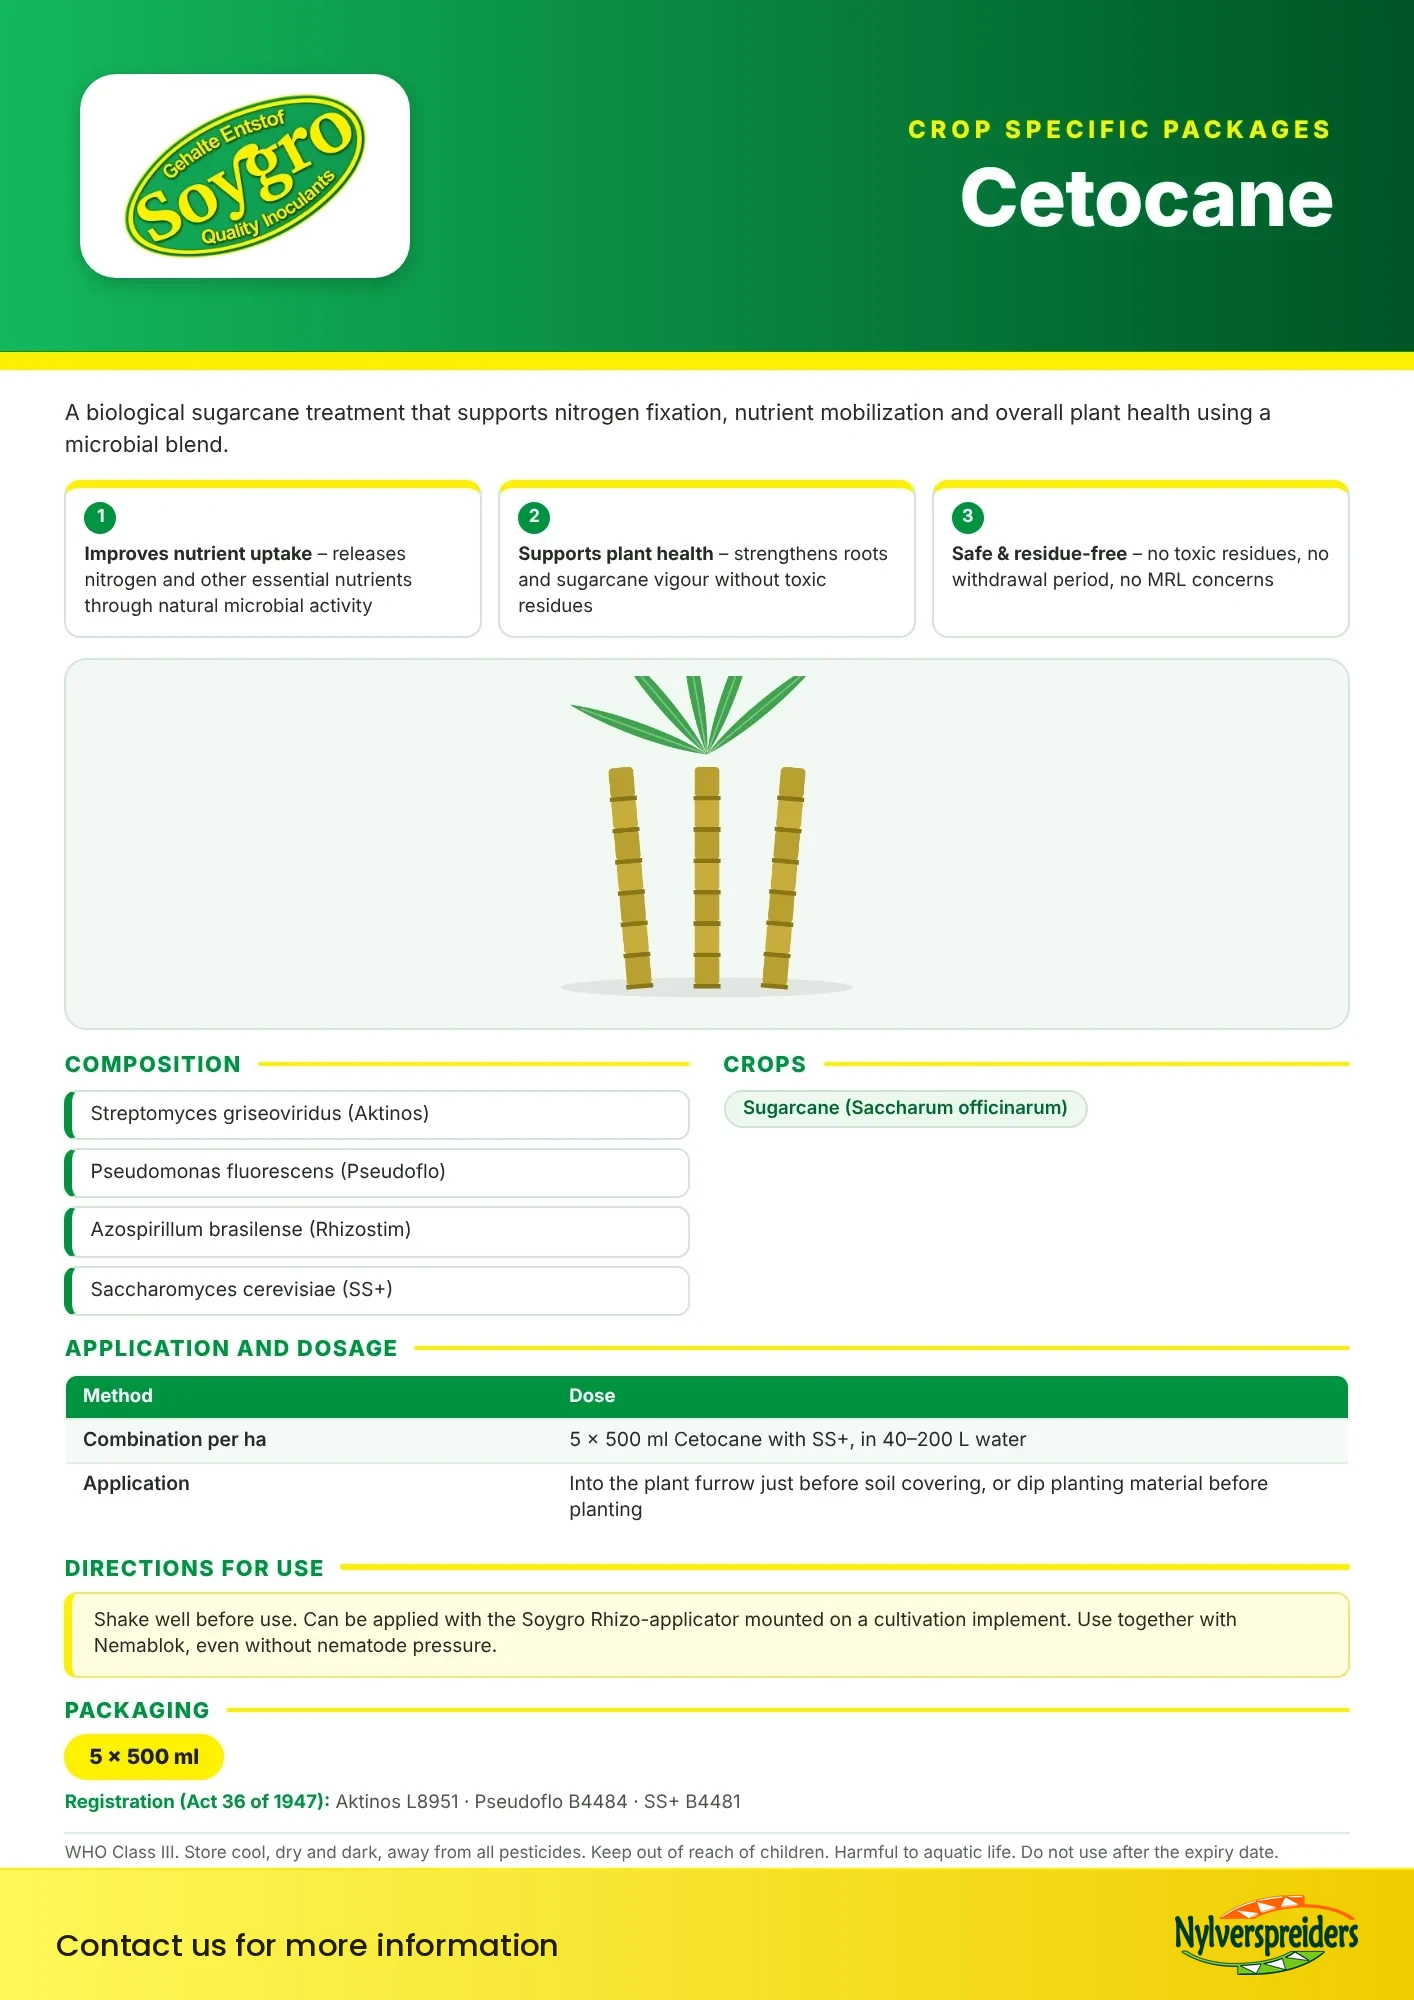 Gehalte Entstof
Soygro
Quality Inoculants
CROP SPECIFIC PACKAGES
Cetocane
A biological sugarcane treatment that supports nitrogen fixation, nutrient mobilization and overall plant health using a
microbial blend.
1
Improves nutrient uptake – releases
nitrogen and other essential nutrients
through natural microbial activity
2
Supports plant health – strengthens roots
and sugarcane vigour without toxic
residues
3
Safe & residue-free – no toxic residues, no
withdrawal period, no MRL concerns
COMPOSITION
Streptomyces griseoviridus (Aktinos)
Pseudomonas fluorescens (Pseudoflo)
Azospirillum brasilense (Rhizostim)
Saccharomyces cerevisiae (SS+)
CROPS
Sugarcane (Saccharum officinarum)
APPLICATION AND DOSAGE
Method Dose
Combination per ha 5 × 500 ml Cetocane with SS+, in 40–200 L water
Application Into the plant furrow just before soil covering, or dip planting material before
planting
DIRECTIONS FOR USE
Shake well before use. Can be applied with the Soygro Rhizo-applicator mounted on a cultivation implement. Use together with
Nemablok, even without nematode pressure.
PACKAGING
5 × 500 ml
Registration (Act 36 of 1947): Aktinos L8951 · Pseudoflo B4484 · SS+ B4481
WHO Class III. Store cool, dry and dark, away from all pesticides. Keep out of reach of children. Harmful to aquatic life. Do not use after the expiry date.
Contact us for more information
Nylverspreiders